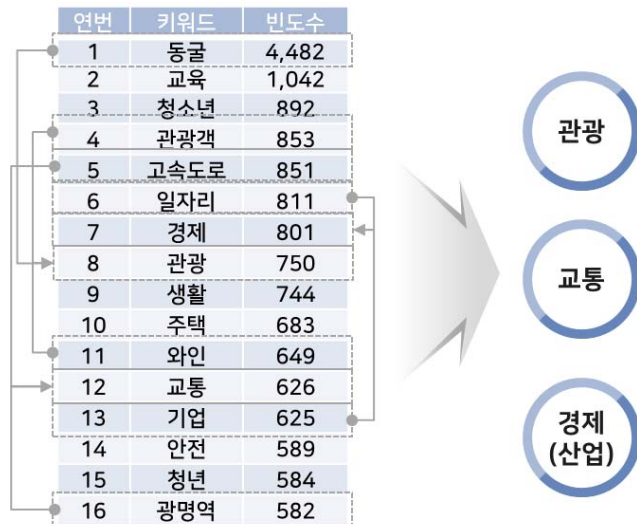 연번 키워드 빈도수
1 동굴 4,482
2 교육 1,042
3 청소년 892
4 관광객 853
5 고속도로 851
6 일자리 811
7 경제 801
8 관광 750
9 생활 744
10 주택 683
11 와인 649
12 교통 626
13 기업 625
14 안전 589
15 청년 584
16 광명역 582
관광
교통
경제
(산업)